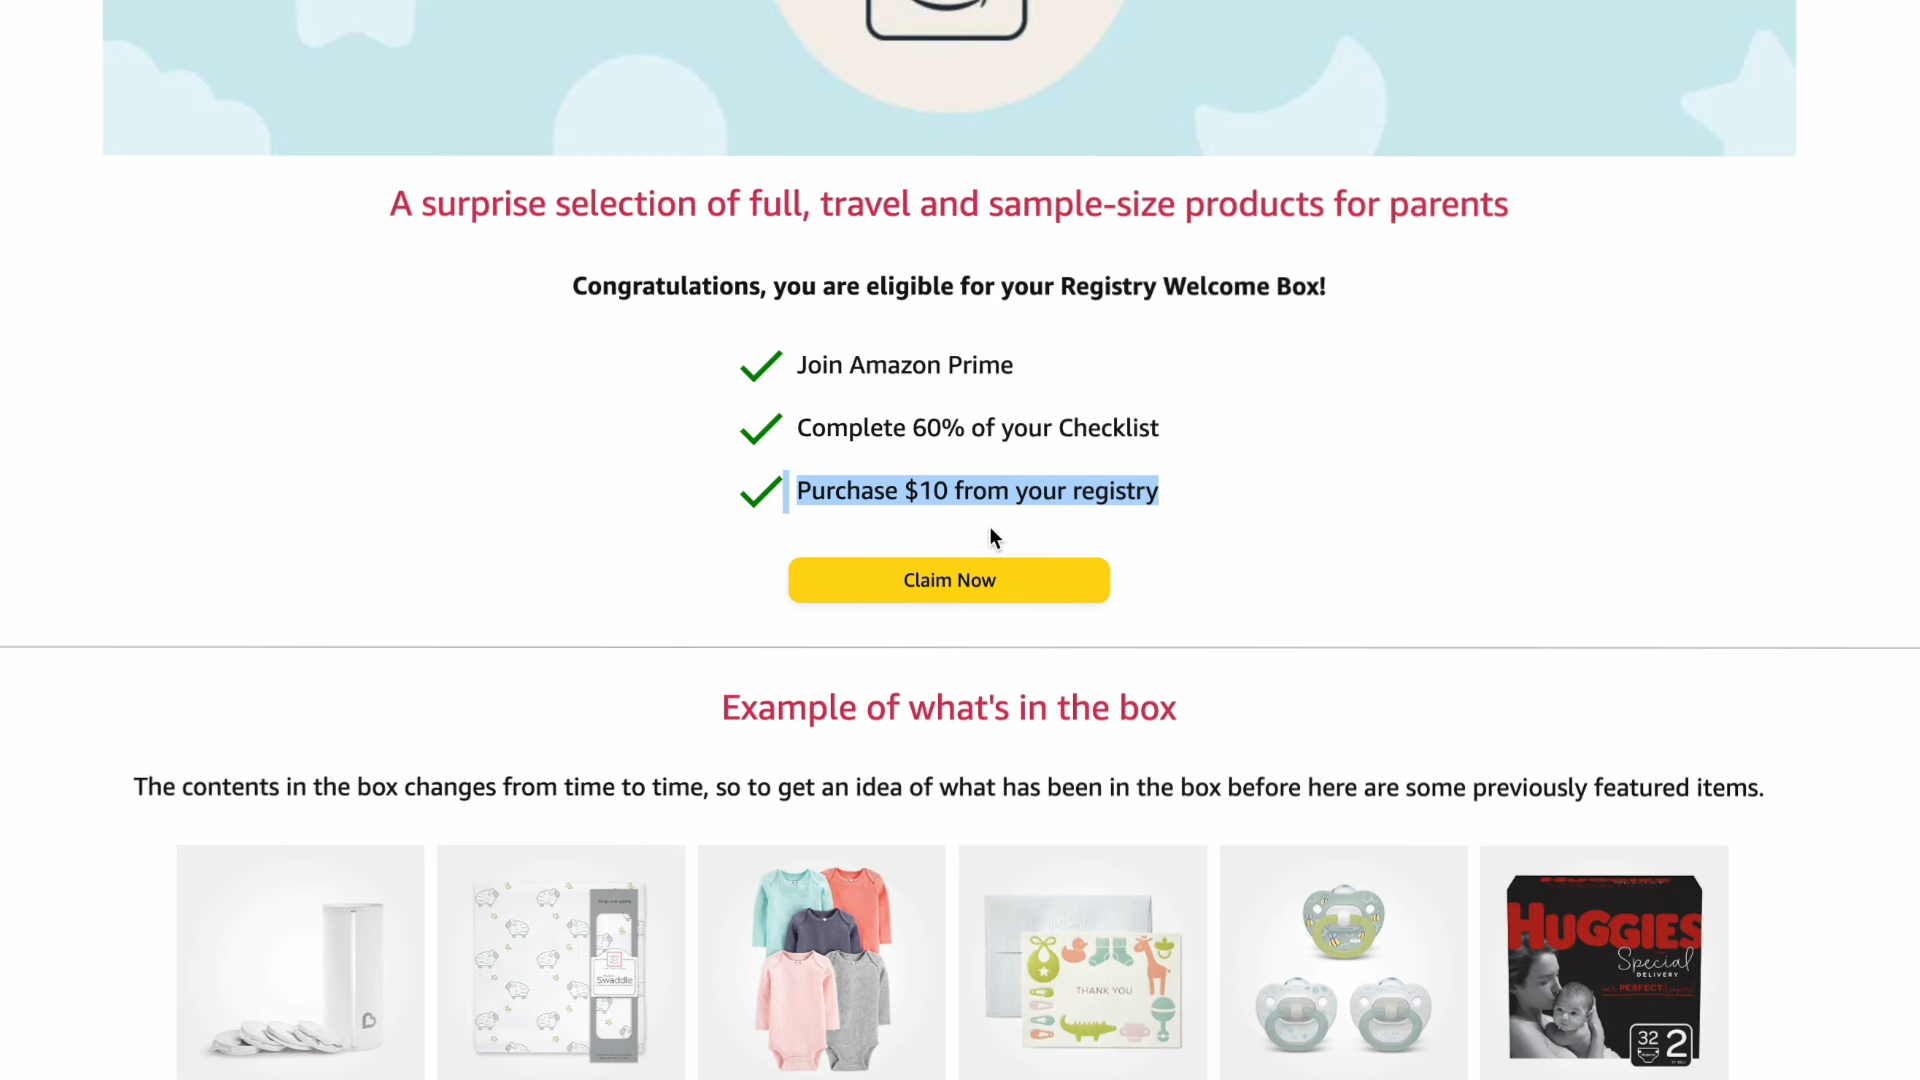 A surprise selection of full, travel and sample-size products for parents
Congratulations, you are eligible for your Registry Welcome Box!
Join Amazon Prime
Complete 60% of your Checklist
Purchase $10 from your registry
Claim Now
Example of what's in the box
The contents in the box changes from time to time, so to get an idea of what has been in the box before here are some previously featured items.
Swaddle
THANK YOU
HUGGIES
Special
DELIVERY
PERFECT
32
2